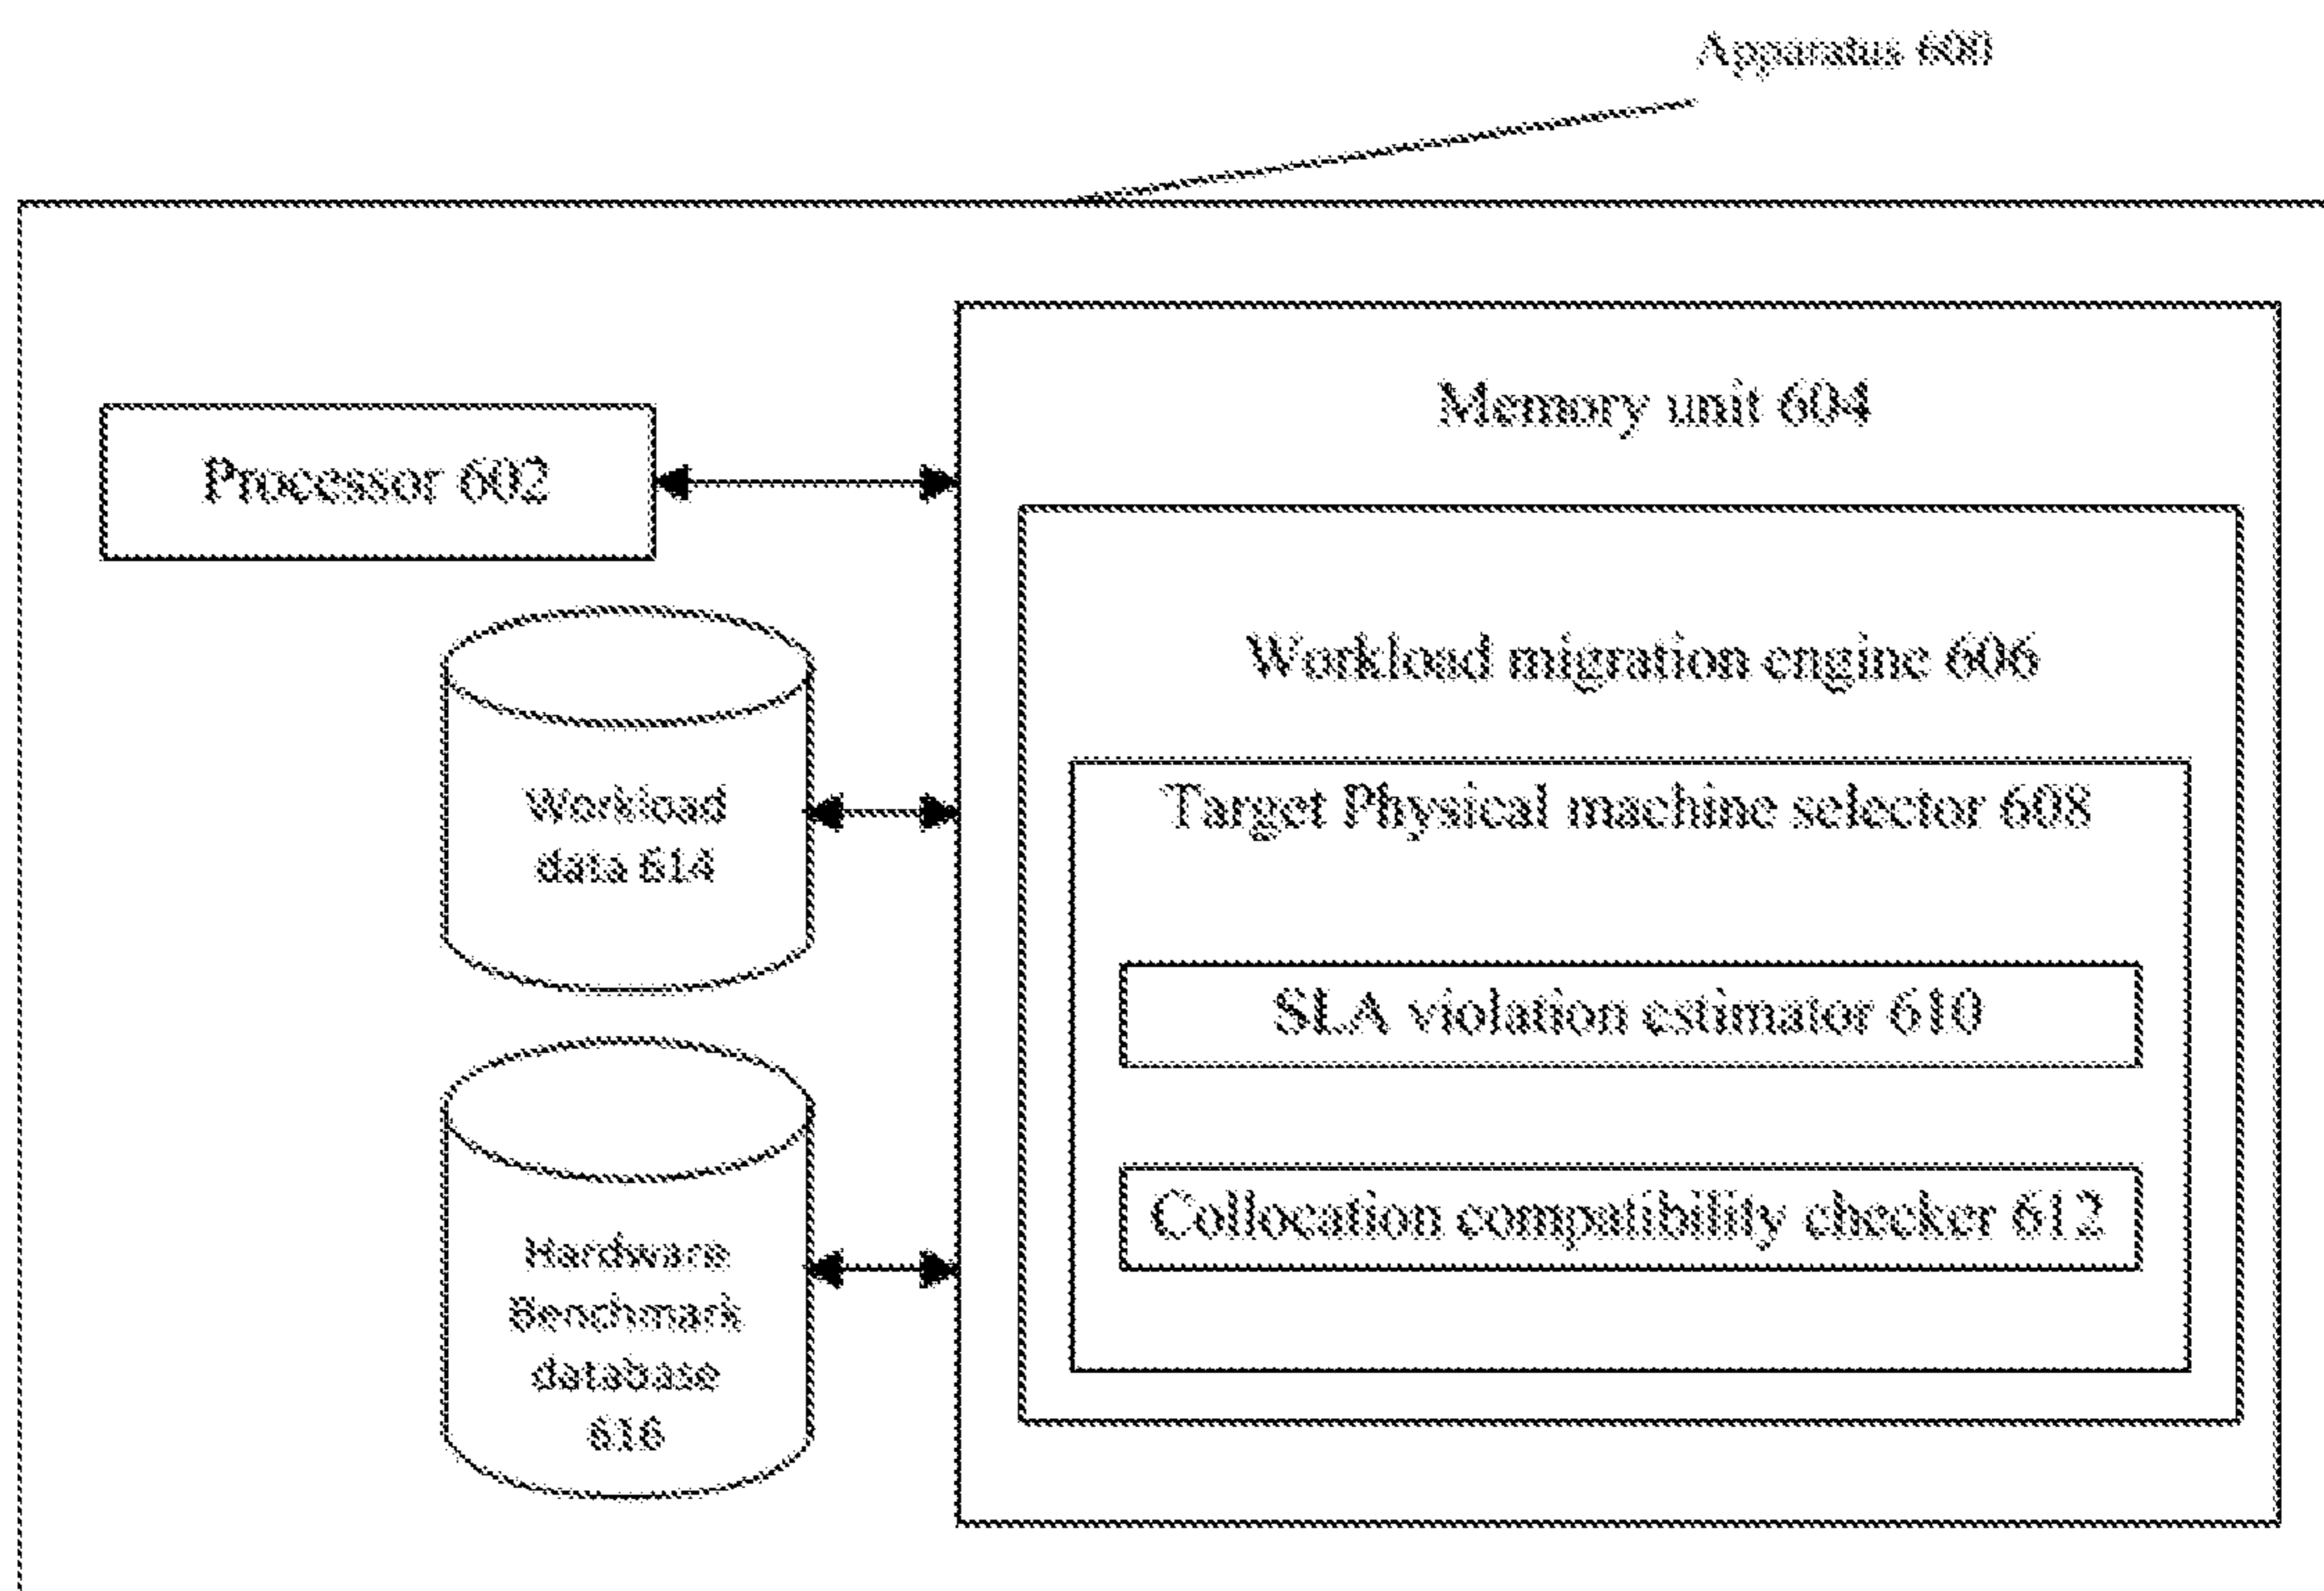 Apparatus 600
Memory unit 604
Processor 602
Workload migration engine 606
Target Physical machine selector 608
Workload
data 614
SLA violation estimator 610
Collocation compatibility checker 612
Hardware
Benchmark
database
616